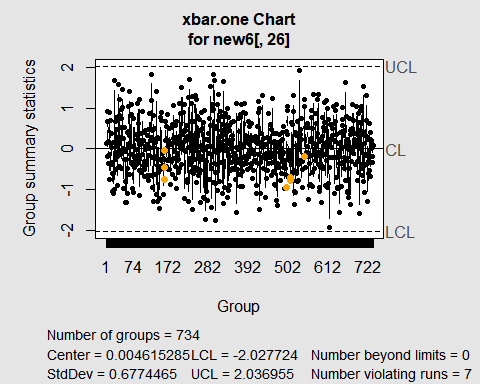 xbar.one Chart
for new6[, 26]
Group summary statistics
2
1
0
-1
-2
UCL
CL
LCL
1 74 172 282 392 502 612 722
Group
Number of groups = 734
Center = 0.004615285 LCL = -2.027724 Number beyond limits = 0
StdDev = 0.6774465 UCL = 2.036955 Number violating runs = 7